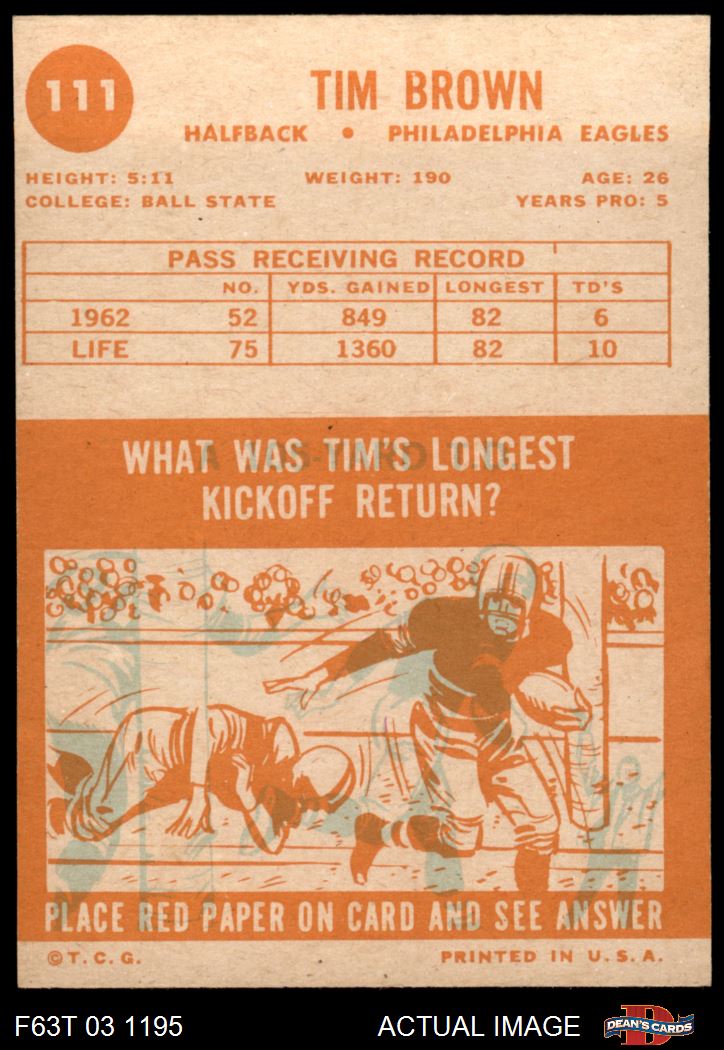 111
TIM BROWN
HALFBACK • PHILADELPHIA EAGLES
HEIGHT: 5:11 WEIGHT: 190 AGE: 26
COLLEGE: BALL STATE YEARS PRO: 5
PASS RECEIVING RECORD
NO. YDS. GAINED LONGEST TD'S
1962 52 849 82 6
LIFE 75 1360 82 10
WHAT WAS TIM'S LONGEST
KICKOFF RETURN?
PLACE RED PAPER ON CARD AND SEE ANSWER
©T.C.G. PRINTED IN U.S.A.
F63T 03 1195 ACTUAL IMAGE DEAN'S CARDS